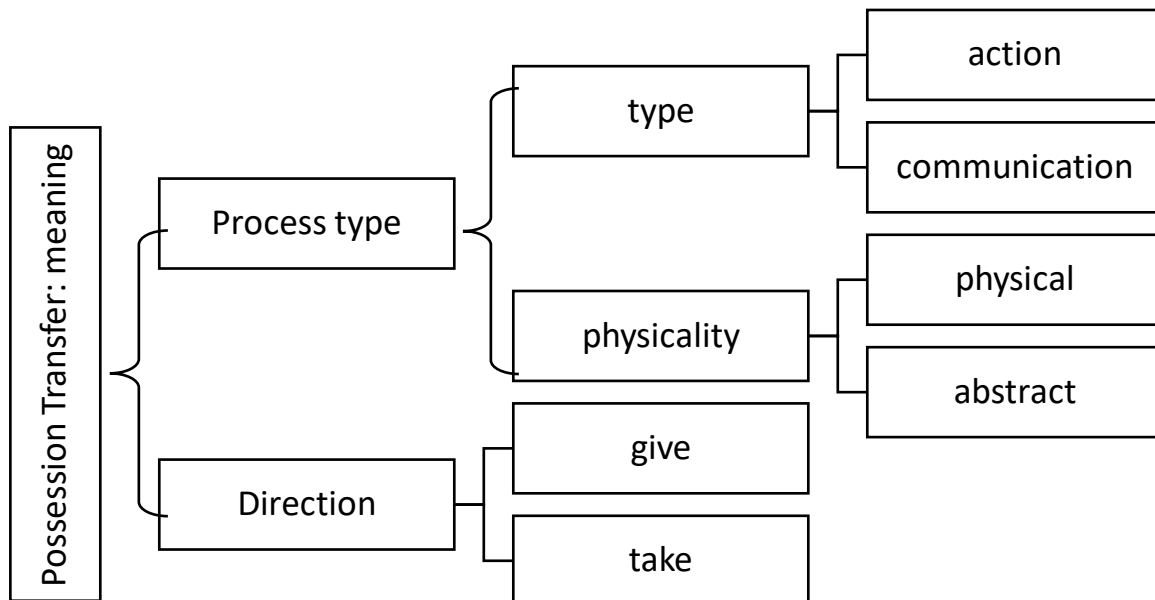 Possession Transfer: meaning
Process type
type
action
communication
physicality
physical
abstract
Direction
give
take